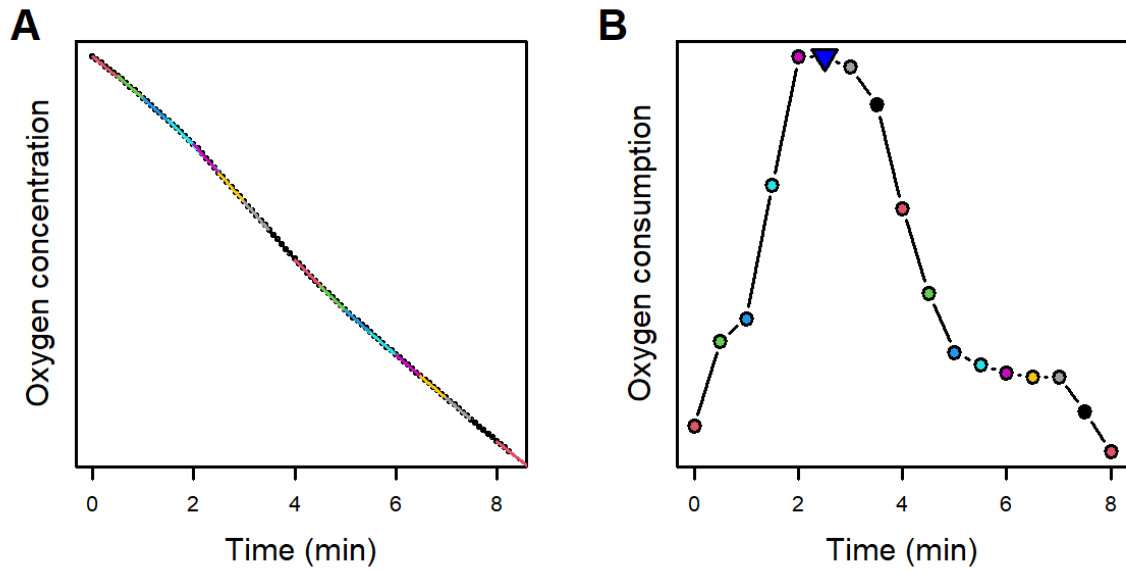 A
Oxygen concentration
0 2 4 6 8
Time (min)
B
Oxygen consumption
0 2 4 6 8
Time (min)